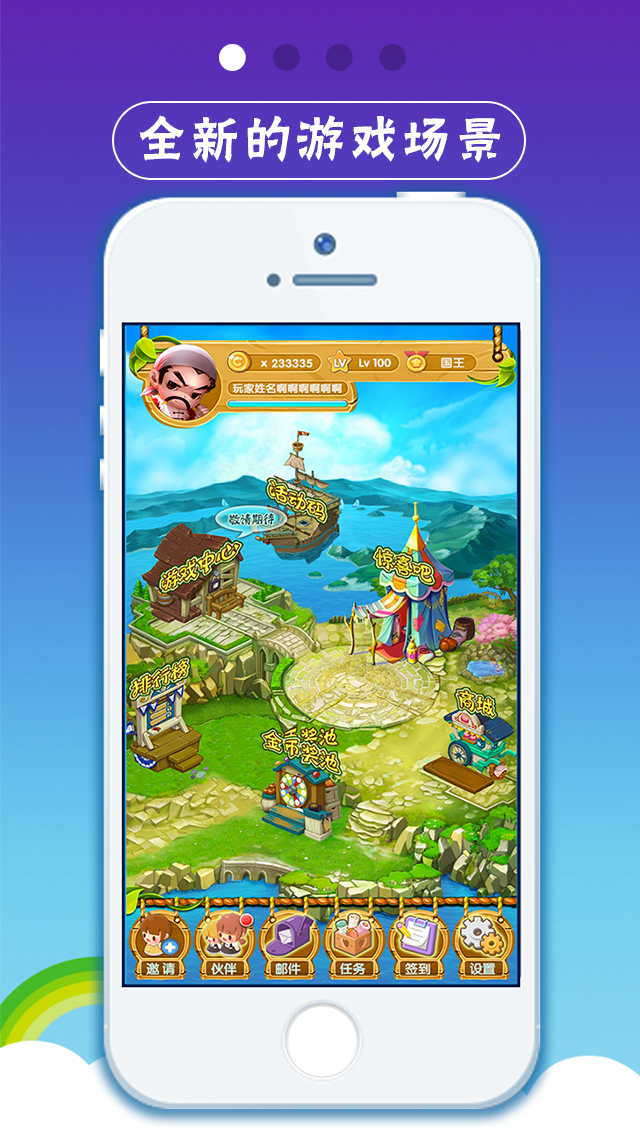 全新的游戏场景
x 233335
LV
Lv 100
国王
玩家姓名啊啊啊啊啊啊
活动码
敬请期待
游戏中心
惊喜吧
排行榜
商城
金币奖池
邀请
伙伴
邮件
任务
签到
设置